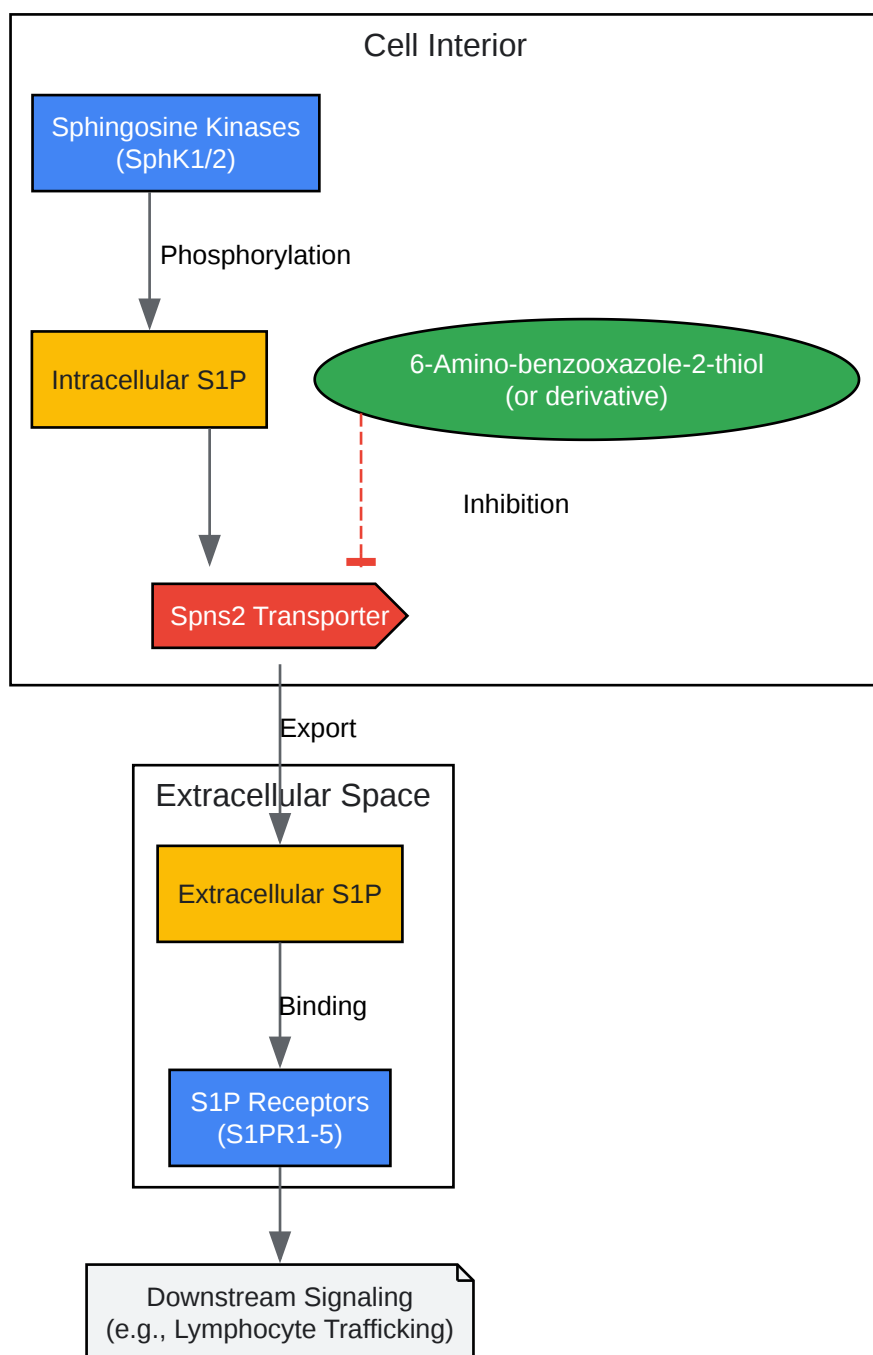 Cell Interior
Sphingosine Kinases
(SphK1/2)
Phosphorylation
Intracellular S1P
6-Amino-benzooxazole-2-thiol
(or derivative)
Inhibition
Spns2 Transporter
Export
Extracellular Space
Extracellular S1P
Binding
S1P Receptors
(S1PR1-5)
Downstream Signaling
(e.g., Lymphocyte Trafficking)